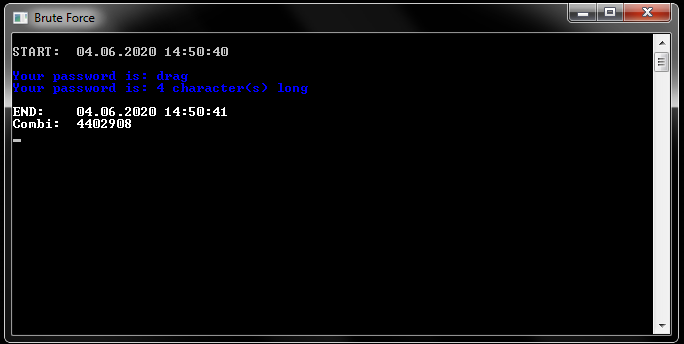 Brute Force
START:  04.06.2020 14:50:40
Your password is: drag
Your password is: 4 character(s) long
END:    04.06.2020 14:50:41
Combi:  4402908